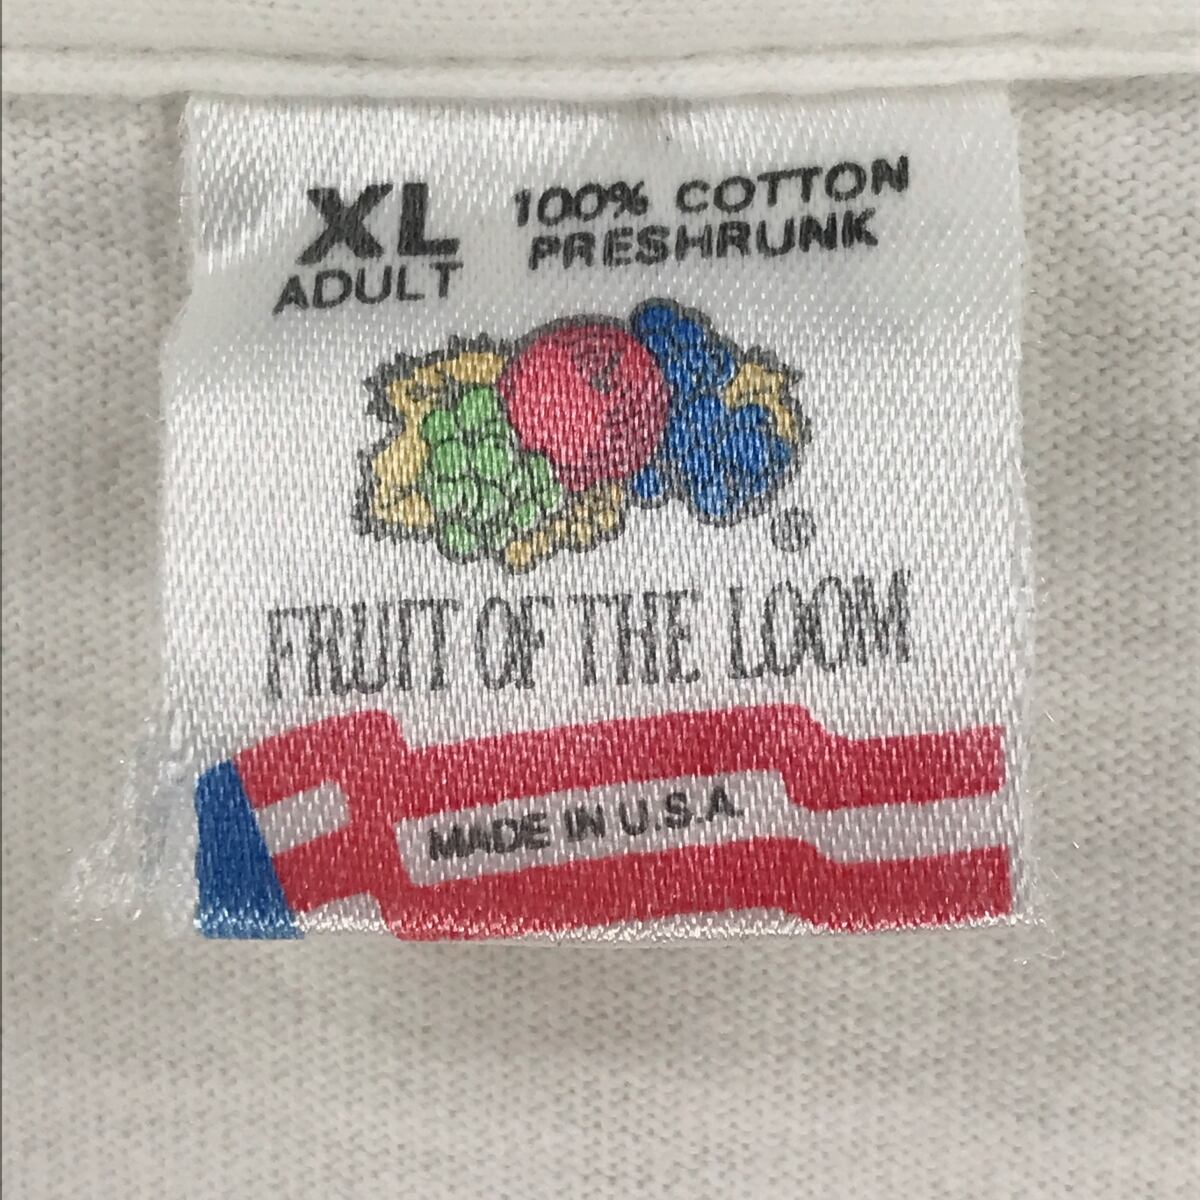 XL
ADULT
100% COTTON
PRESHRUNK
®
FRUIT OF THE LOOM
MADE IN U.S.A.